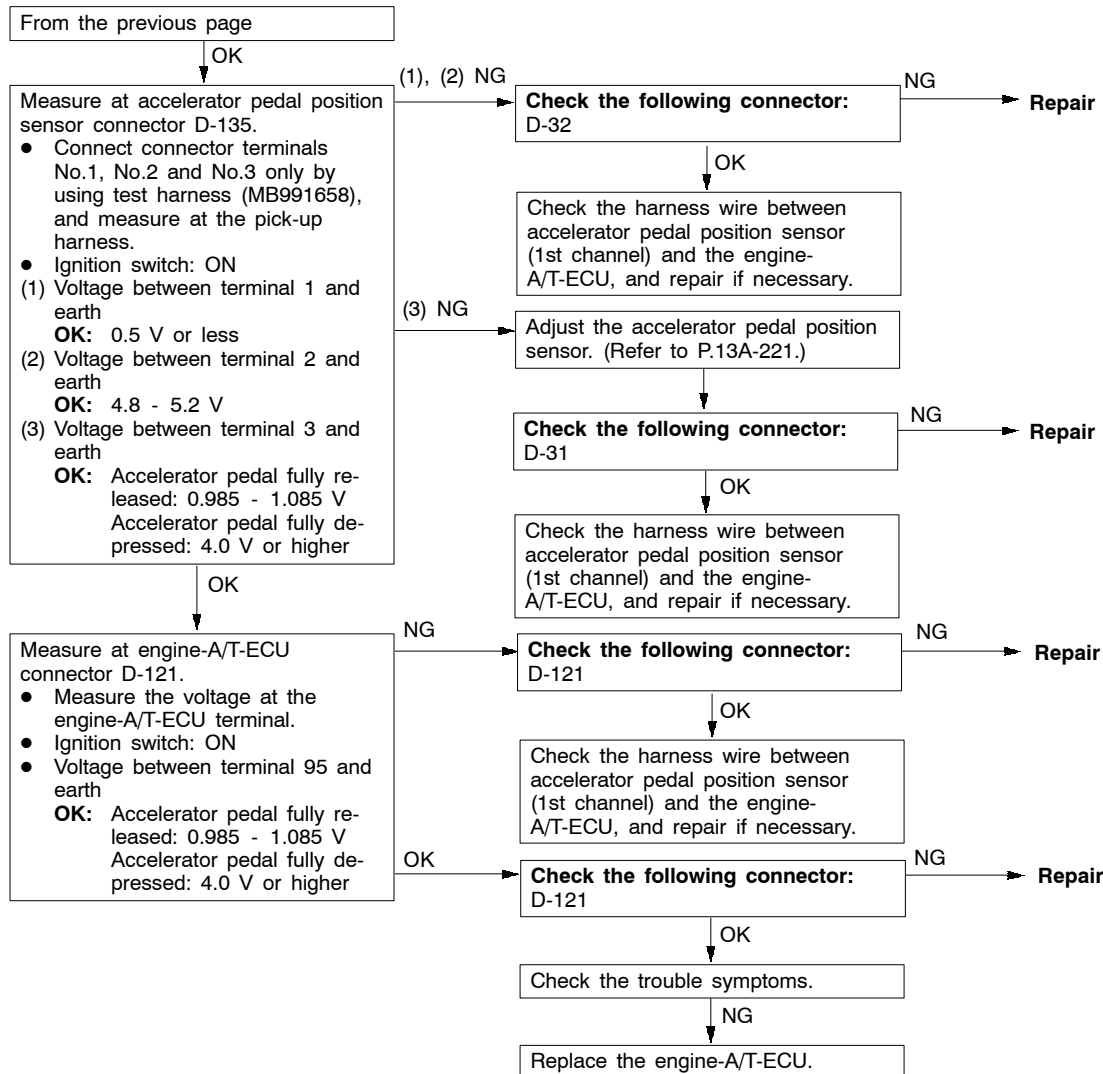 From the previous page
OK
Measure at accelerator pedal position
sensor connector D-135.
● Connect connector terminals
No.1, No.2 and No.3 only by
using test harness (MB991658),
and measure at the pick-up
harness.
● Ignition switch: ON
(1) Voltage between terminal 1 and
earth
OK: 0.5 V or less
(2) Voltage between terminal 2 and
earth
OK: 4.8 - 5.2 V
(3) Voltage between terminal 3 and
earth
OK: Accelerator pedal fully re-
leased: 0.985 - 1.085 V
Accelerator pedal fully de-
pressed: 4.0 V or higher
(1), (2) NG
Check the following connector:
D-32
NG
Repair
OK
Check the harness wire between
accelerator pedal position sensor
(1st channel) and the engine-
A/T-ECU, and repair if necessary.
(3) NG
Adjust the accelerator pedal position
sensor. (Refer to P.13A-221.)
Check the following connector:
D-31
NG
Repair
OK
Check the harness wire between
accelerator pedal position sensor
(1st channel) and the engine-
A/T-ECU, and repair if necessary.
OK
Measure at engine-A/T-ECU
connector D-121.
● Measure the voltage at the
engine-A/T-ECU terminal.
● Ignition switch: ON
● Voltage between terminal 95 and
earth
OK: Accelerator pedal fully re-
leased: 0.985 - 1.085 V
Accelerator pedal fully de-
pressed: 4.0 V or higher
NG
Check the following connector:
D-121
NG
Repair
OK
Check the harness wire between
accelerator pedal position sensor
(1st channel) and the engine-
A/T-ECU, and repair if necessary.
OK
Check the following connector:
D-121
NG
Repair
OK
Check the trouble symptoms.
NG
Replace the engine-A/T-ECU.